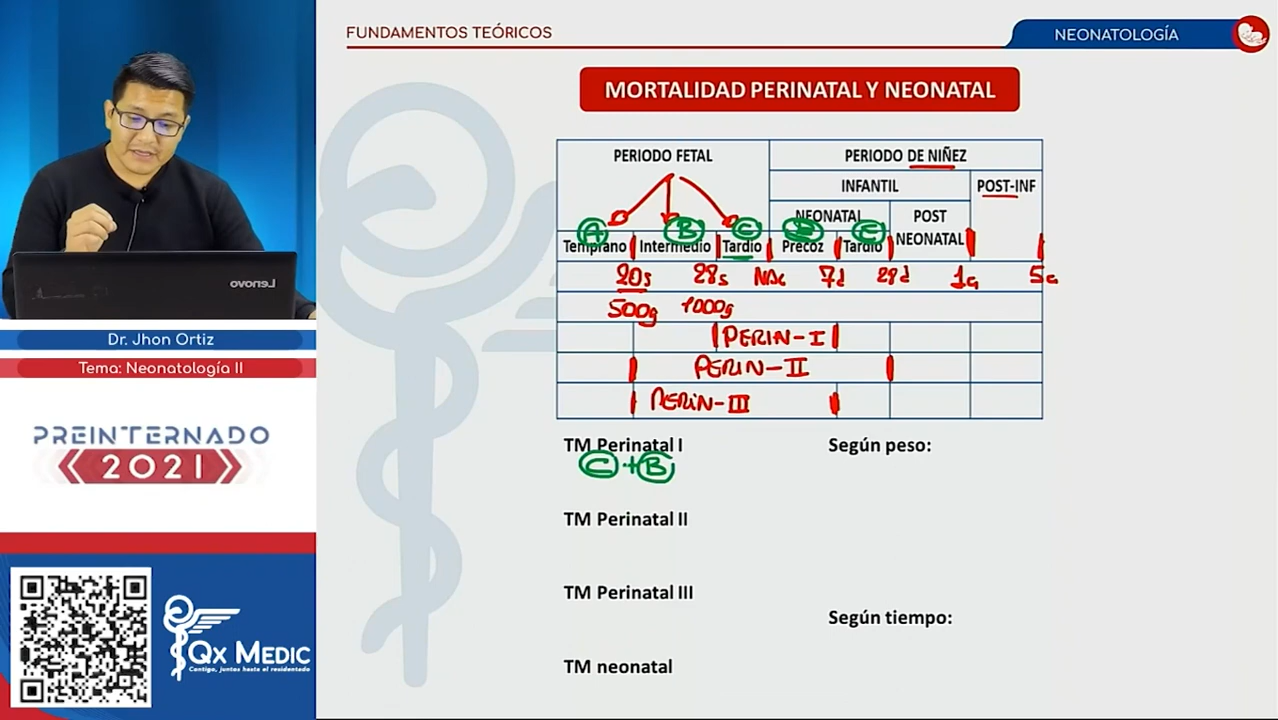 FUNDAMENTOS TEÓRICOS
NEONATOLOGÍA
MORTALIDAD PERINATAL Y NEONATAL
PERIODO FETAL
PERIODO DE NIÑEZ
INFANTIL
POST-INF
NEONATAL
POST NEONATAL
A B C
Temprano Intermedio Tardio Precoz Tardio
20s 28s 7d 1a
500g 1000g
PERIN-I
PERIN-II
PERIN-III
TM Perinatal I
C+B
Según peso:
TM Perinatal II
TM Perinatal III
Según tiempo:
TM neonatal
lenovo
Dr. Jhon Ortiz
Tema: Neonatología II
PREINTERNADO
2021
Qx MEDIC
Contigo, juntos hasta el residentado